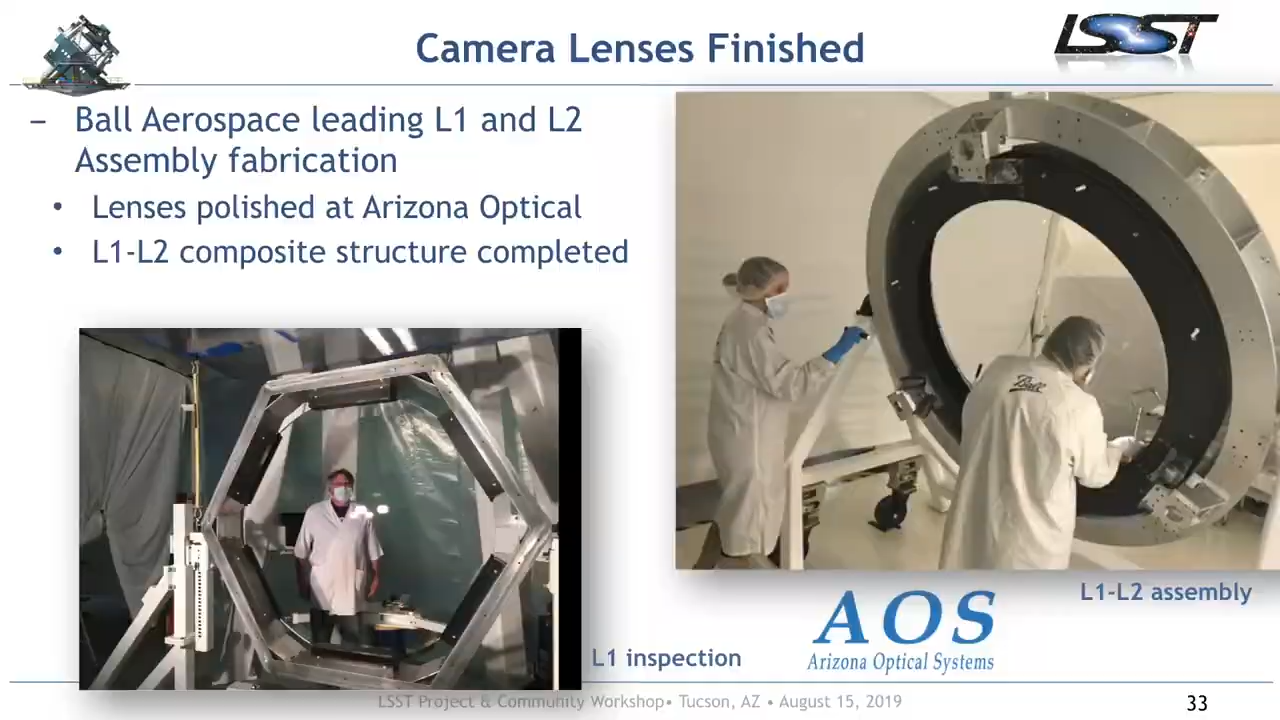 Camera Lenses Finished
LSST
– Ball Aerospace leading L1 and L2
Assembly fabrication
• Lenses polished at Arizona Optical
• L1-L2 composite structure completed
Ball
L1-L2 assembly
AOS
Arizona Optical Systems
L1 inspection
LSST Project & Community Workshop• Tucson, AZ • August 15, 2019
33